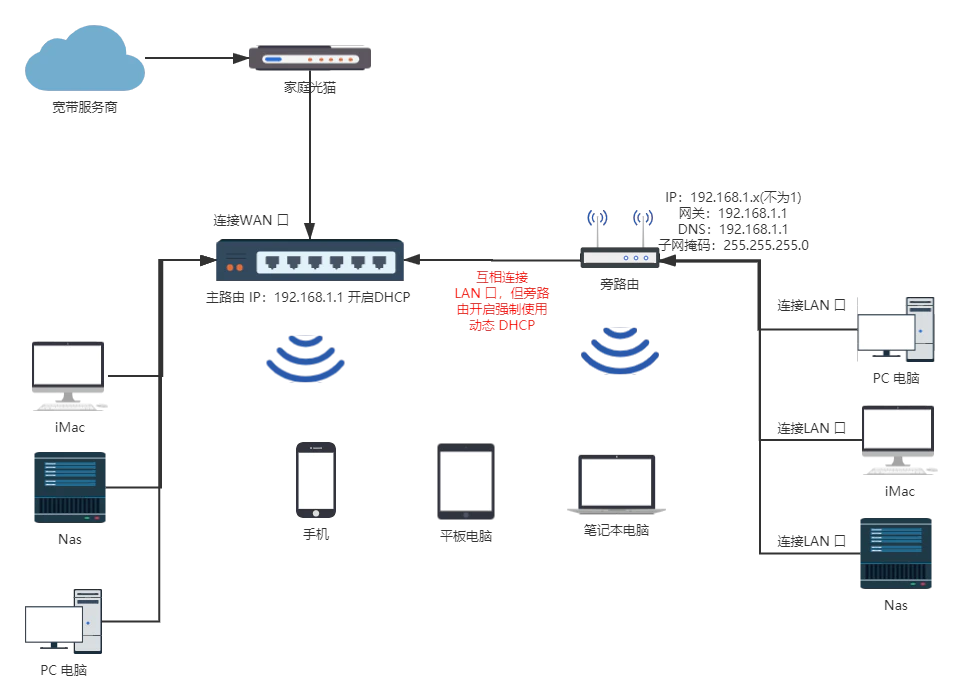 宽带服务商
家庭光猫
连接WAN 口
主路由 IP：192.168.1.1 开启DHCP
互相连接
LAN 口，但旁路
由开启强制使用
动态 DHCP
IP：192.168.1.x(不为1)
网关：192.168.1.1
DNS：192.168.1.1
子网掩码：255.255.255.0
旁路由
连接LAN 口
PC 电脑
连接LAN 口
iMac
连接LAN 口
Nas
iMac
Nas
PC 电脑
手机
平板电脑
笔记本电脑